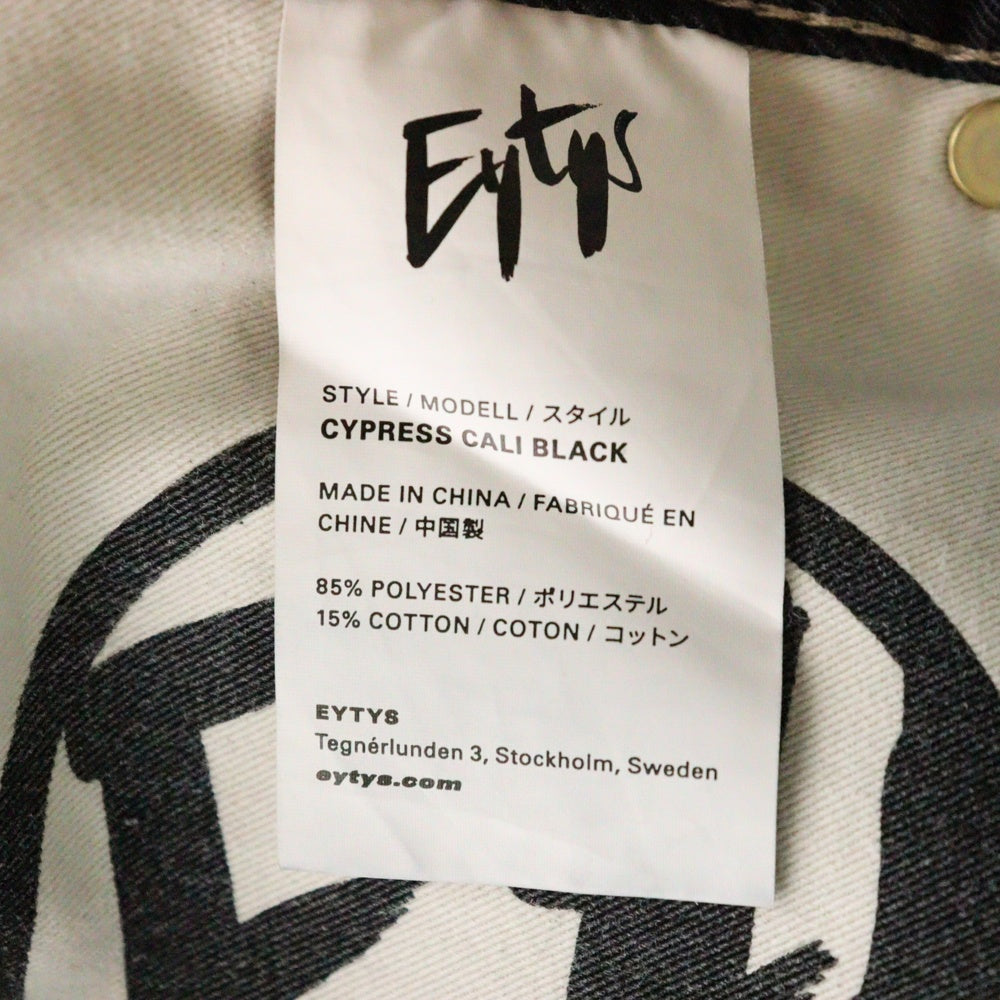 Eytys
STYLE / MODELL / スタイル
CYPRESS CALI BLACK
MADE IN CHINA / FABRIQUÉ EN
CHINE / 中国製
85% POLYESTER / ポリエステル
15% COTTON / COTON / コットン
EYTYS
Tegnérlunden 3, Stockholm, Sweden
eytys.com